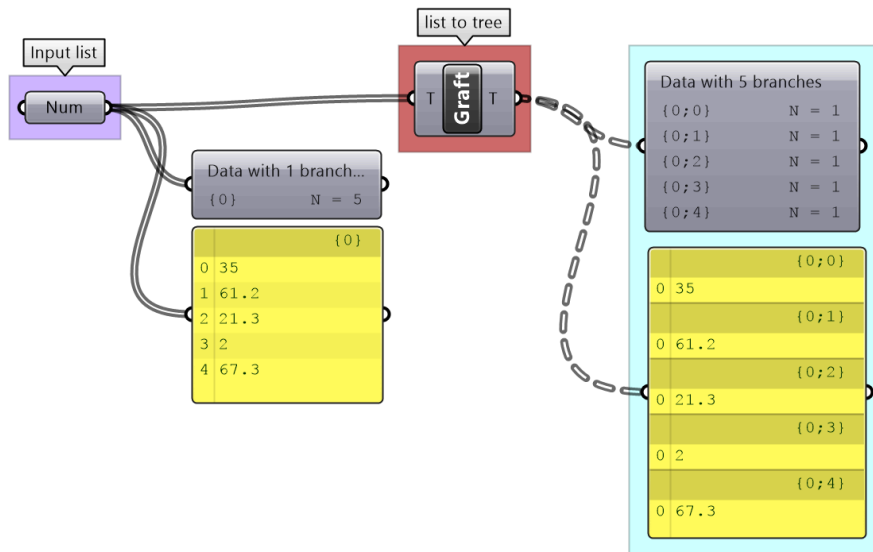 Input list
Num
Data with 1 branch...
{0} N = 5
{0}
0 35
1 61.2
2 21.3
3 2
4 67.3
list to tree
T Graft T
Data with 5 branches
{0;0} N = 1
{0;1} N = 1
{0;2} N = 1
{0;3} N = 1
{0;4} N = 1
{0;0}
0 35
{0;1}
0 61.2
{0;2}
0 21.3
{0;3}
0 2
{0;4}
0 67.3